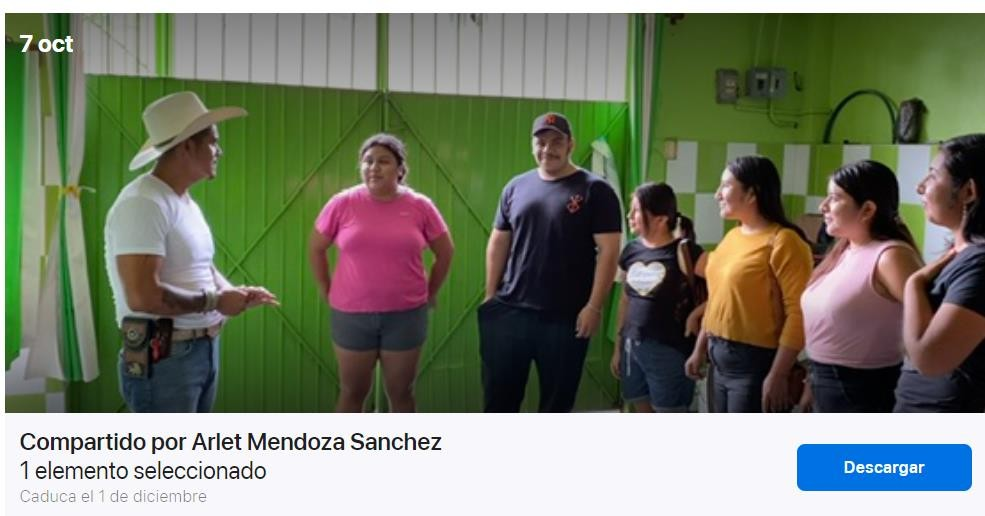 7 oct
Compartido por Arlet Mendoza Sanchez
1 elemento seleccionado
Caduca el 1 de diciembre
Descargar